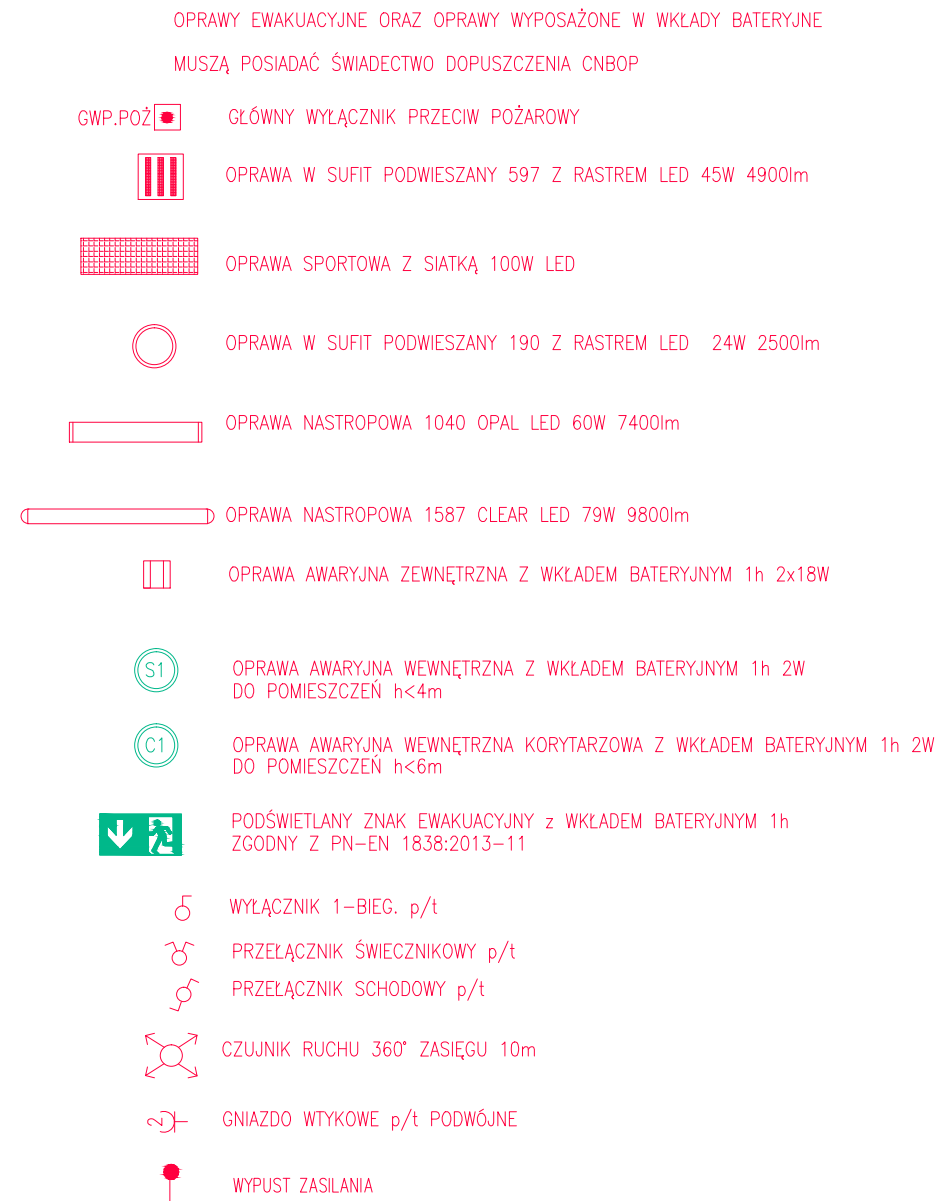 OPRAWY EWAKUACYJNE ORAZ OPRAWY WYPOSAŻONE W WKŁADY BATERYJNE
MUSZĄ POSIADAĆ ŚWIADECTWO DOPUSZCZENIA CNBOP
GWP.POŻ GŁÓWNY WYŁĄCZNIK PRZECIW POŻAROWY
OPRAWA W SUFIT PODWIESZANY 597 Z RASTREM LED 45W 4900lm
OPRAWA SPORTOWA Z SIATKĄ 100W LED
OPRAWA W SUFIT PODWIESZANY 190 Z RASTREM LED 24W 2500lm
OPRAWA NASTROPOWA 1040 OPAL LED 60W 7400lm
OPRAWA NASTROPOWA 1587 CLEAR LED 79W 9800lm
OPRAWA AWARYJNA ZEWNĘTRZNA Z WKŁADEM BATERYJNYM 1h 2x18W
S1 OPRAWA AWARYJNA WEWNĘTRZNA Z WKŁADEM BATERYJNYM 1h 2W
DO POMIESZCZEŃ h<4m
C1 OPRAWA AWARYJNA WEWNĘTRZNA KORYTARZOWA Z WKŁADEM BATERYJNYM 1h 2W
DO POMIESZCZEŃ h<6m
PODŚWIETLANY ZNAK EWAKUACYJNY z WKŁADEM BATERYJNYM 1h
ZGODNY Z PN-EN 1838:2013-11
WYŁĄCZNIK 1-BIEG. p/t
PRZEŁĄCZNIK ŚWIECZNIKOWY p/t
PRZEŁĄCZNIK SCHODOWY p/t
CZUJNIK RUCHU 360° ZASIĘGU 10m
2 GNIAZDO WTYKOWE p/t PODWÓJNE
WYPUST ZASILANIA